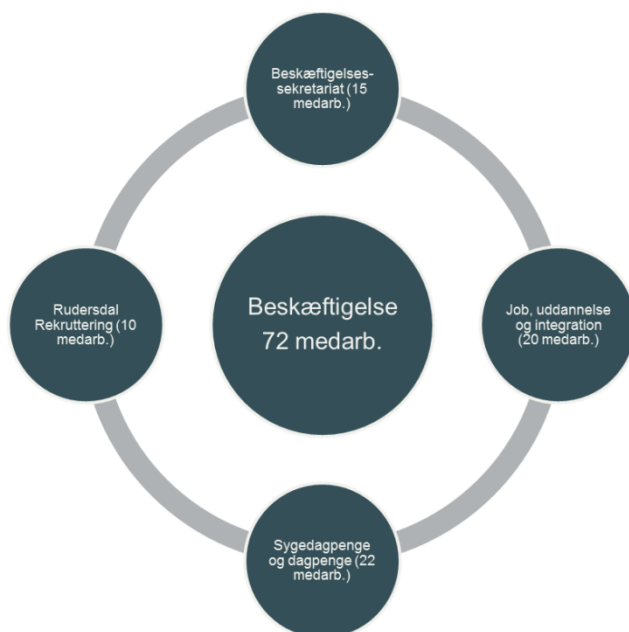 Beskæftigelses-
sekretariat (15
medarb.)
Rudersdal
Rekruttering (10
medarb.)
Beskæftigelse
72 medarb.
Job, uddannelse
og integration
(20 medarb.)
Sygedagpenge
og dagpenge (22
medarb.)